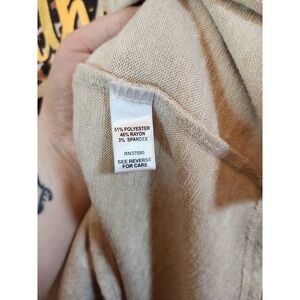 51% POLYESTER
46% RAYON
3% SPANDEX
RN37080
SEE REVERSE
FOR CARE